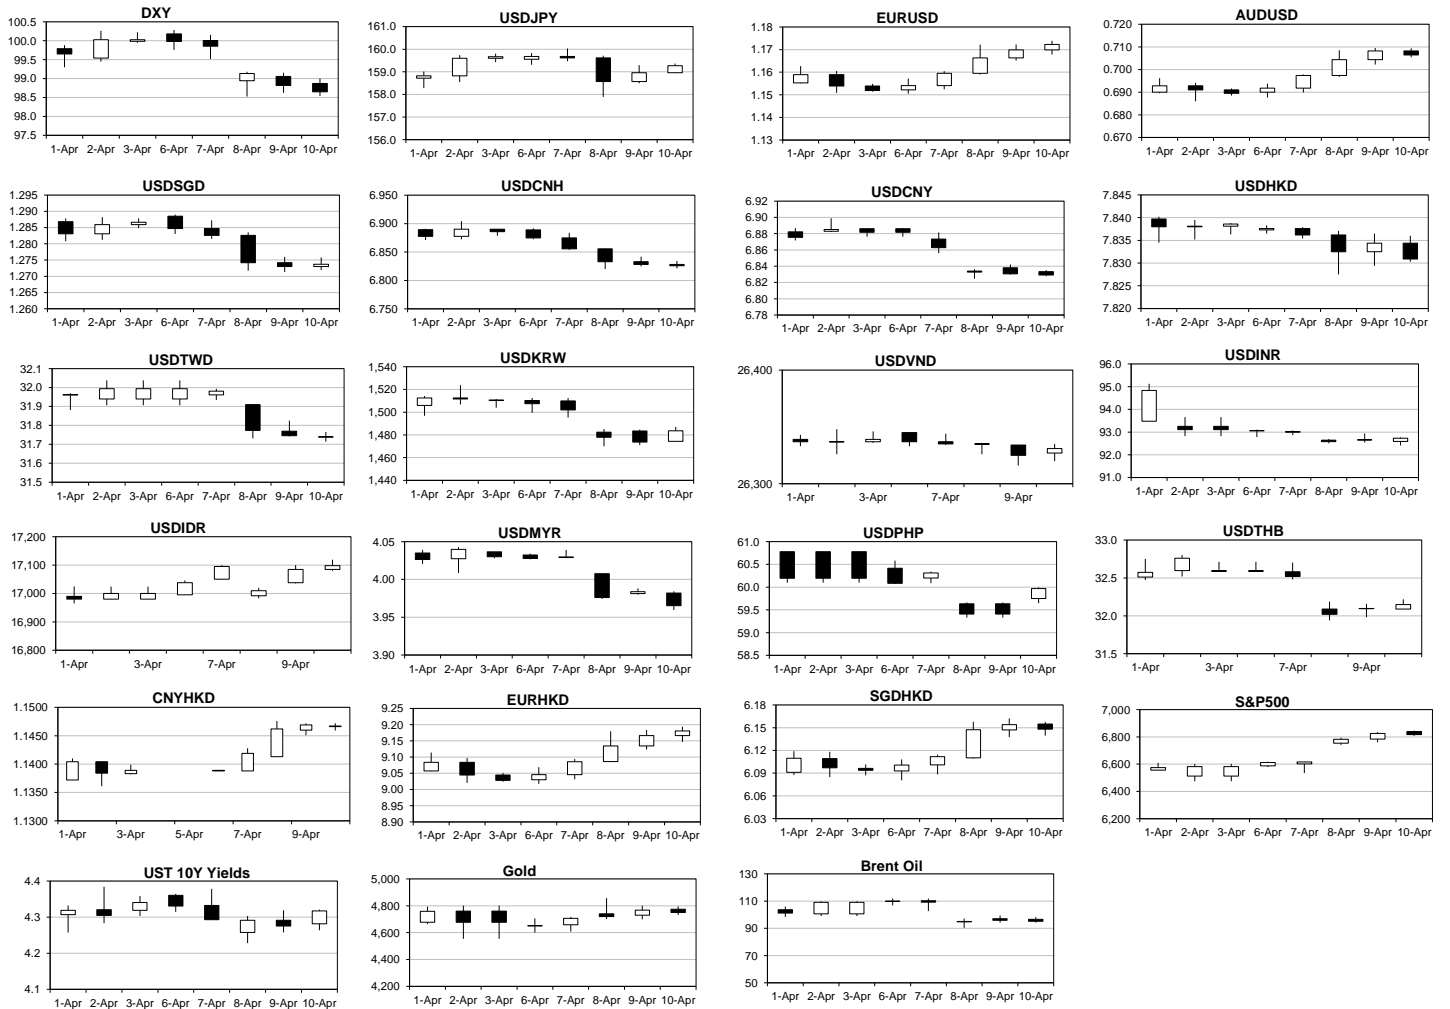 DXY
100.5
100.0
99.5
99.0
98.5
98.0
97.5
1-Apr 2-Apr 3-Apr 6-Apr 7-Apr 8-Apr 9-Apr 10-Apr
USDJPY
161.0
160.0
159.0
158.0
157.0
156.0
1-Apr 2-Apr 3-Apr 6-Apr 7-Apr 8-Apr 9-Apr 10-Apr
EURUSD
1.18
1.17
1.16
1.15
1.14
1.13
1-Apr 2-Apr 3-Apr 6-Apr 7-Apr 8-Apr 9-Apr 10-Apr
AUDUSD
0.720
0.710
0.700
0.690
0.680
0.670
1-Apr 2-Apr 3-Apr 6-Apr 7-Apr 8-Apr 9-Apr 10-Apr
USDSGD
1.295
1.290
1.285
1.280
1.275
1.270
1.265
1.260
1-Apr 2-Apr 3-Apr 6-Apr 7-Apr 8-Apr 9-Apr 10-Apr
USDCNH
6.950
6.900
6.850
6.800
6.750
1-Apr 2-Apr 3-Apr 6-Apr 7-Apr 8-Apr 9-Apr 10-Apr
USDCNY
6.92
6.90
6.88
6.86
6.84
6.82
6.80
6.78
1-Apr 2-Apr 3-Apr 6-Apr 7-Apr 8-Apr 9-Apr 10-Apr
USDHKD
7.845
7.840
7.835
7.830
7.825
7.820
1-Apr 2-Apr 3-Apr 6-Apr 7-Apr 8-Apr 9-Apr 10-Apr
USDTWD
32.1
32.0
31.9
31.8
31.7
31.6
31.5
1-Apr 2-Apr 3-Apr 6-Apr 7-Apr 8-Apr 9-Apr 10-Apr
USDKRW
1,540
1,520
1,500
1,480
1,460
1,440
1-Apr 2-Apr 3-Apr 6-Apr 7-Apr 8-Apr 9-Apr 10-Apr
USDVND
26,400
26,300
1-Apr 3-Apr 7-Apr 9-Apr
USDINR
96.0
95.0
94.0
93.0
92.0
91.0
1-Apr 2-Apr 3-Apr 6-Apr 7-Apr 8-Apr 9-Apr 10-Apr
USDIDR
17,200
17,100
17,000
16,900
16,800
1-Apr 3-Apr 7-Apr 9-Apr
USDMYR
4.05
4.00
3.95
3.90
1-Apr 2-Apr 3-Apr 6-Apr 7-Apr 8-Apr 9-Apr 10-Apr
USDPHP
61.0
60.5
60.0
59.5
59.0
58.5
1-Apr 2-Apr 3-Apr 6-Apr 7-Apr 8-Apr 9-Apr 10-Apr
USDTHB
33.0
32.5
32.0
31.5
1-Apr 3-Apr 7-Apr 9-Apr
CNYHKD
1.1500
1.1450
1.1400
1.1350
1.1300
1-Apr 3-Apr 5-Apr 7-Apr 9-Apr
EURHKD
9.25
9.20
9.15
9.10
9.05
9.00
8.95
8.90
1-Apr 2-Apr 3-Apr 6-Apr 7-Apr 8-Apr 9-Apr 10-Apr
SGDHKD
6.18
6.15
6.12
6.09
6.06
6.03
1-Apr 2-Apr 3-Apr 6-Apr 7-Apr 8-Apr 9-Apr 10-Apr
S&P500
7,000
6,800
6,600
6,400
6,200
1-Apr 2-Apr 3-Apr 6-Apr 7-Apr 8-Apr 9-Apr 10-Apr
UST 10Y Yields
4.4
4.3
4.2
4.1
1-Apr 2-Apr 3-Apr 6-Apr 7-Apr 8-Apr 9-Apr 10-Apr
Gold
5,000
4,800
4,600
4,400
4,200
1-Apr 2-Apr 3-Apr 6-Apr 7-Apr 8-Apr 9-Apr 10-Apr
Brent Oil
130
110
90
70
50
1-Apr 2-Apr 3-Apr 6-Apr 7-Apr 8-Apr 9-Apr 10-Apr